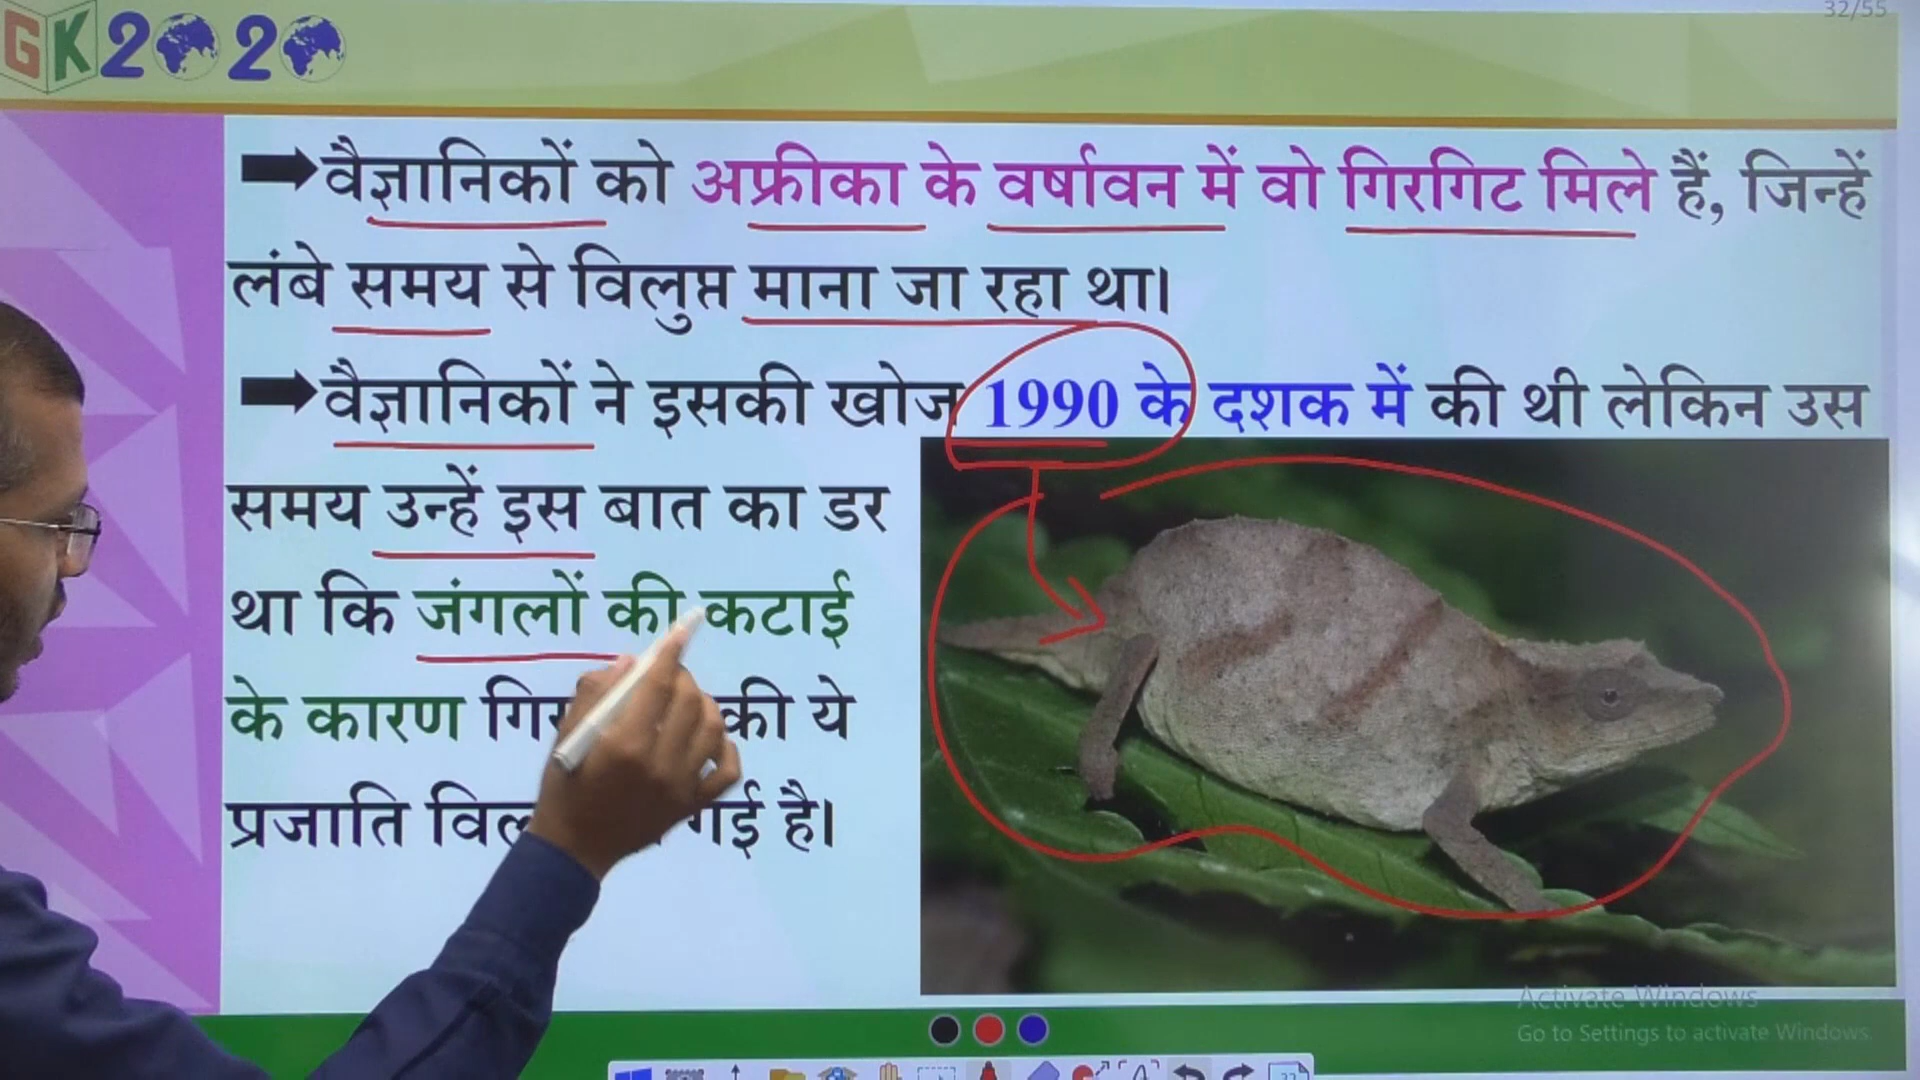 32/55
GK2020
वैज्ञानिकों को अफ्रीका के वर्षावन में वो गिरगिट मिले हैं, जिन्हें
लंबे समय से विलुप्त माना जा रहा था।
वैज्ञानिकों ने इसकी खोज 1990 के दशक में की थी लेकिन उस
समय उन्हें इस बात का डर
था कि जंगलों की कटाई
के कारण की ये
प्रजाति गई है।
Activate Windows
Go to Settings to activate Windows.